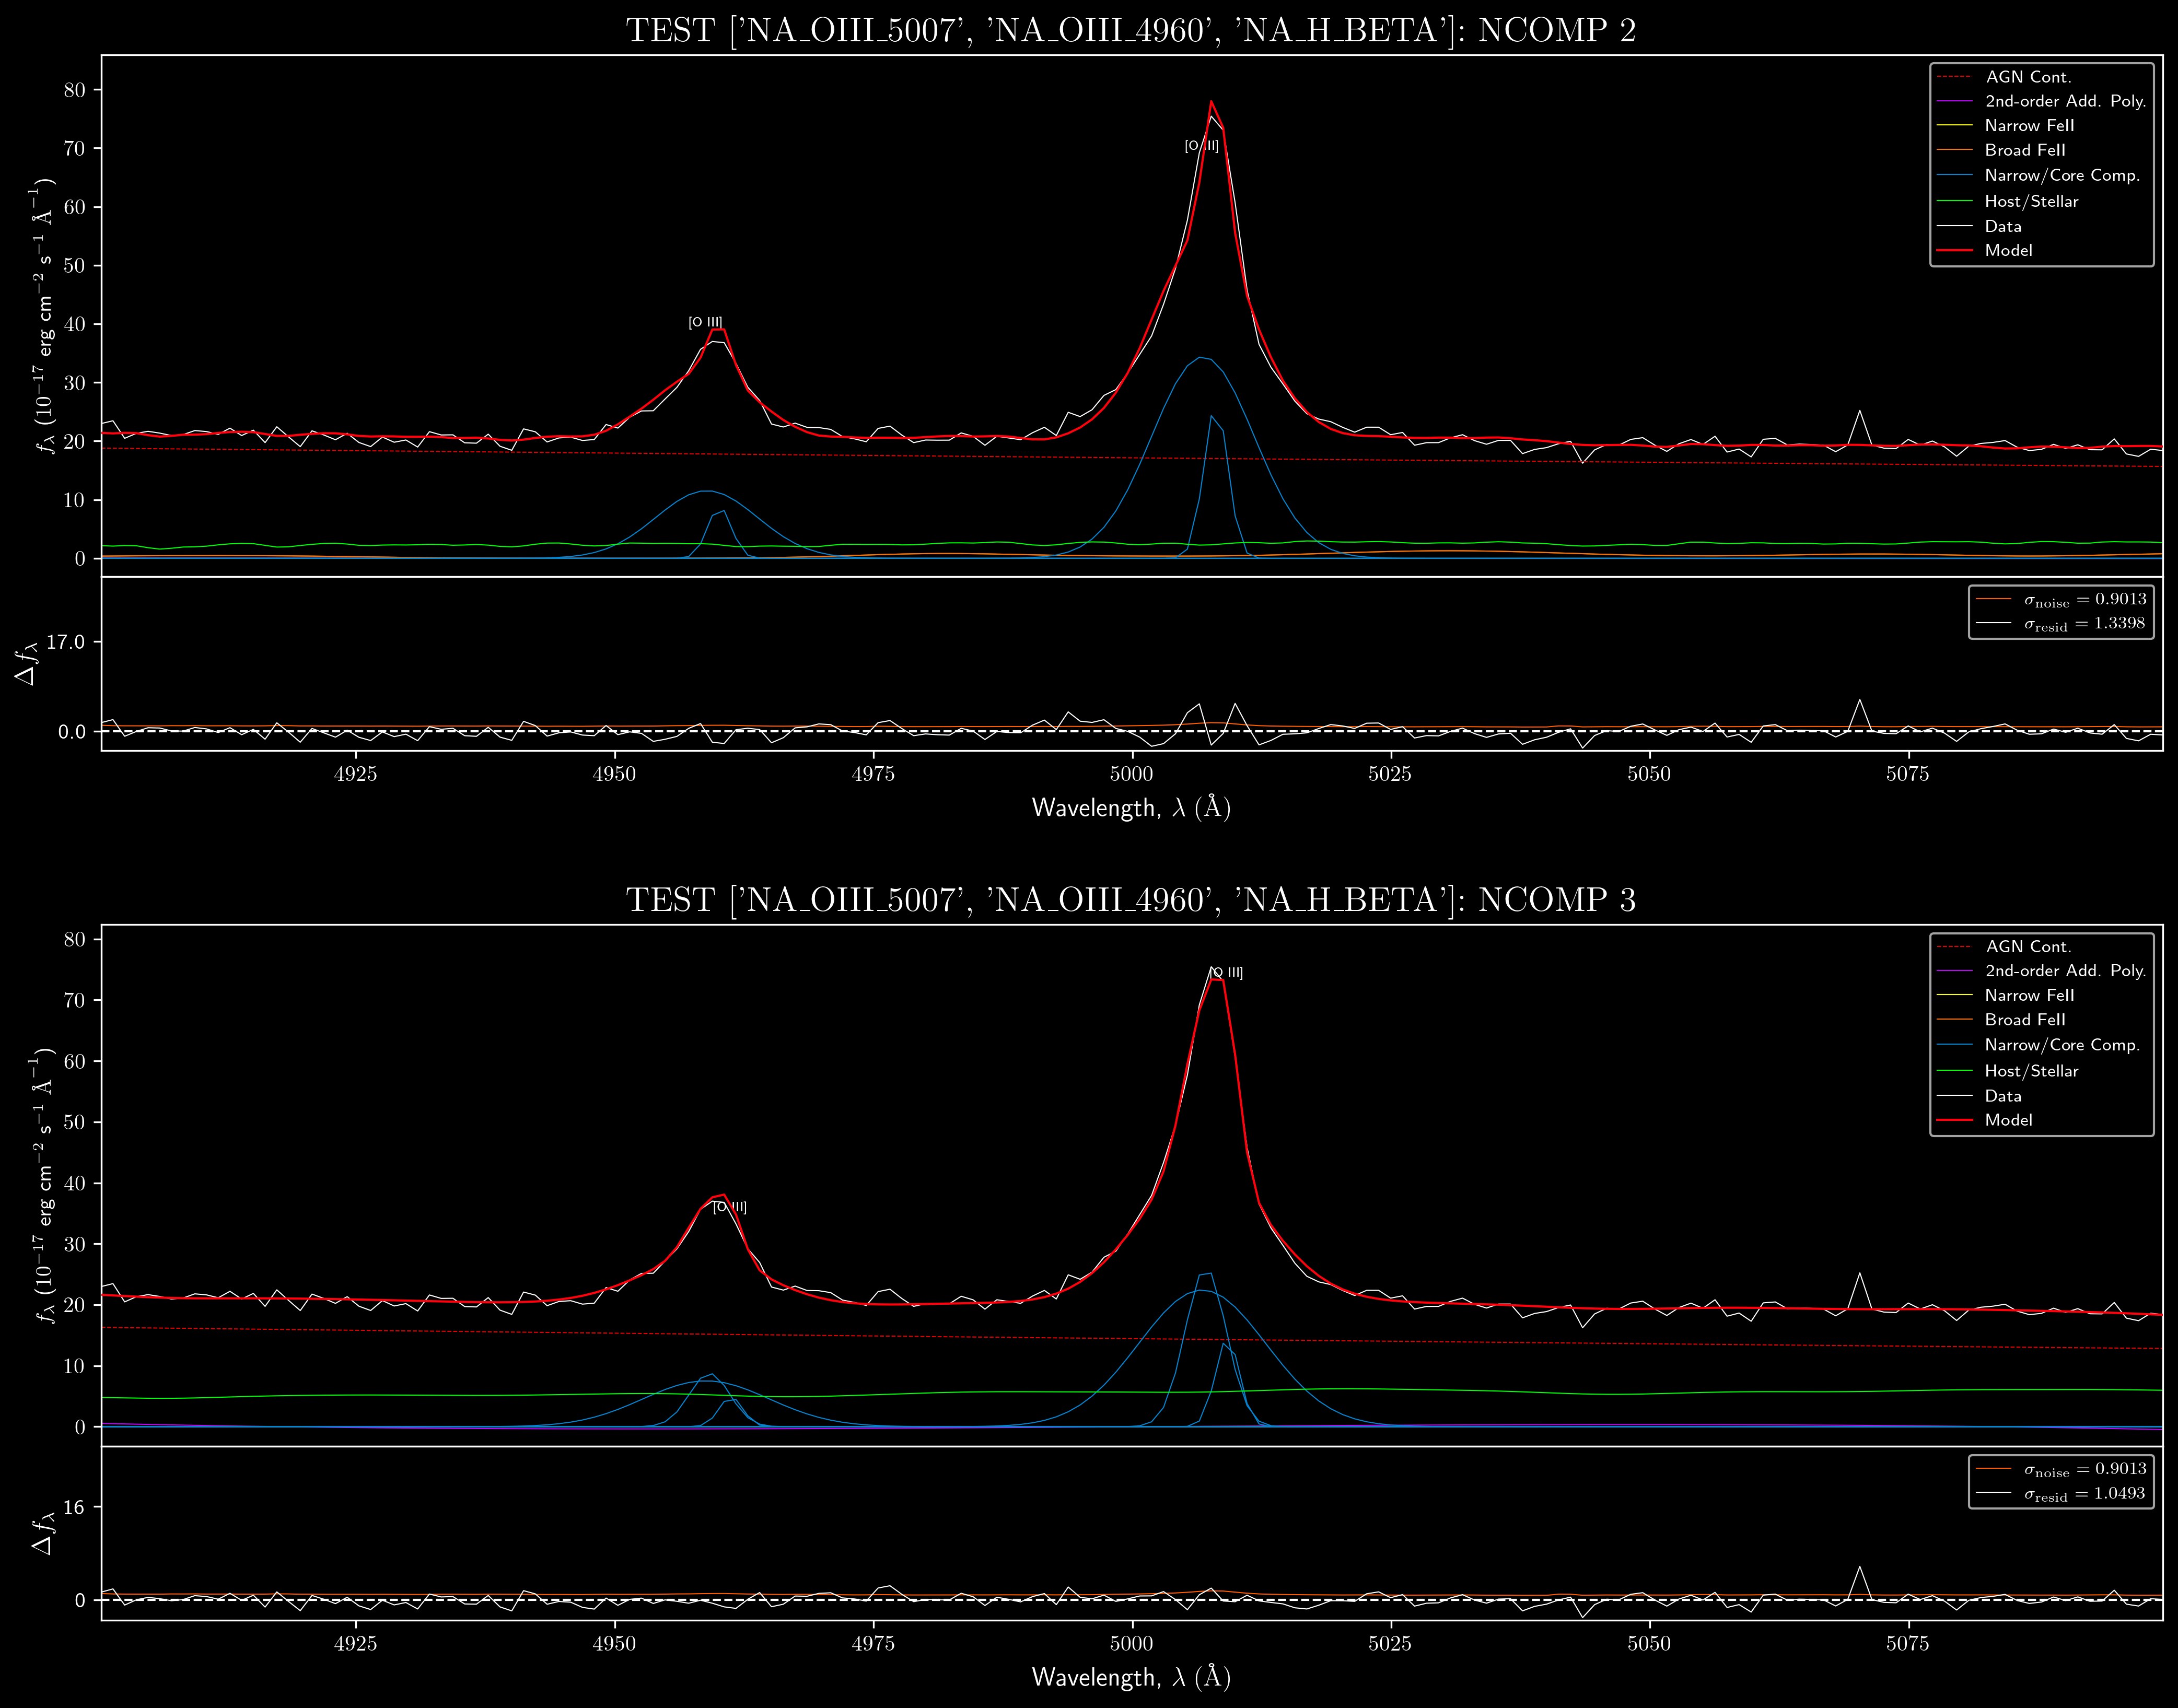 TEST ['NA_OIII_5007', 'NA_OIII_4960', 'NA_H_BETA']: NCOMP 2
fλ (10⁻¹⁷ erg cm⁻² s⁻¹ Å⁻¹)
80
70
60
50
40
30
20
10
0
[O III]
[O III]
AGN Cont.
2nd-order Add. Poly.
Narrow FeII
Broad FeII
Narrow/Core Comp.
Host/Stellar
Data
Model
Δfλ
17.0
0.0
σnoise = 0.9013
σresid = 1.3398
4925 4950 4975 5000 5025 5050 5075
Wavelength, λ (Å)
TEST ['NA_OIII_5007', 'NA_OIII_4960', 'NA_H_BETA']: NCOMP 3
fλ (10⁻¹⁷ erg cm⁻² s⁻¹ Å⁻¹)
80
70
60
50
40
30
20
10
0
[O III]
[O III]
AGN Cont.
2nd-order Add. Poly.
Narrow FeII
Broad FeII
Narrow/Core Comp.
Host/Stellar
Data
Model
Δfλ
16
0
σnoise = 0.9013
σresid = 1.0493
4925 4950 4975 5000 5025 5050 5075
Wavelength, λ (Å)